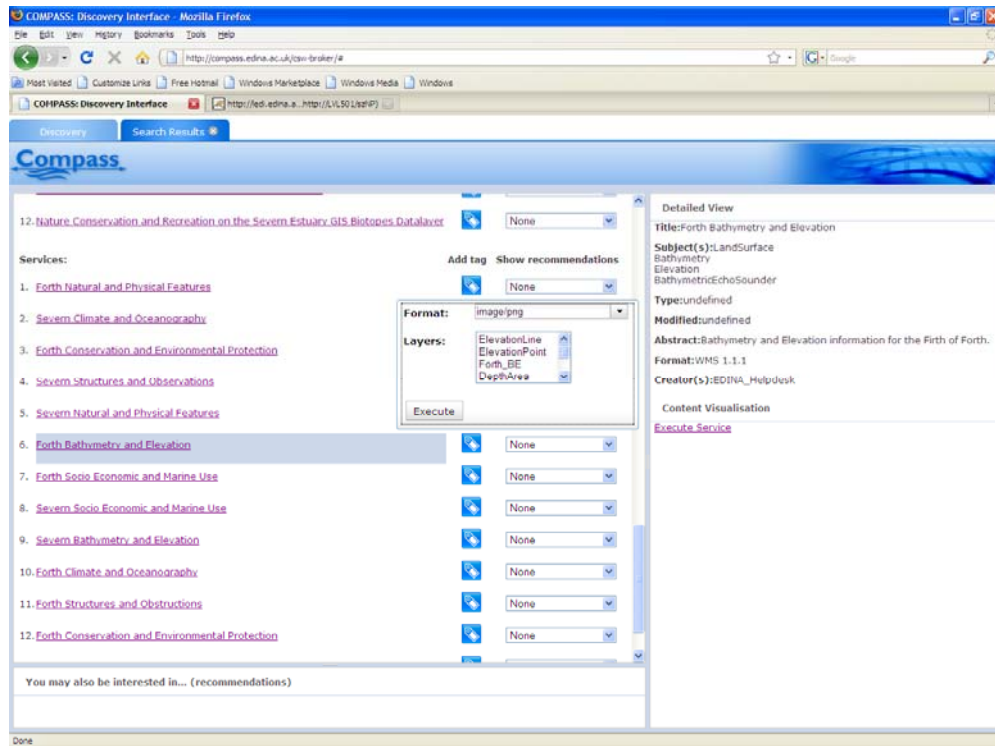 COMPASS: Discovery Interface - Mozilla Firefox
File Edit View History Bookmarks Tools Help
http://compass.edina.ac.uk/csw-broker/#
Google
Most Visited Customize Links Free Hotmail Windows Marketplace Windows Media Windows
COMPASS: Discovery Interface
Discovery Search Results
Compass
12. Nature Conservation and Recreation on the Severn Estuary GIS Biotopes Datalayer None
Services: Add tag Show recommendations
1. Forth Natural and Physical Features None
2. Severn Climate and Oceanography
3. Forth Conservation and Environmental Protection
4. Severn Structures and Observations
5. Severn Natural and Physical Features
6. Forth Bathymetry and Elevation None
7. Forth Socio Economic and Marine Use None
8. Severn Socio Economic and Marine Use None
9. Severn Bathymetry and Elevation None
10. Forth Climate and Oceanography None
11. Forth Structures and Obstructions None
12. Forth Conservation and Environmental Protection None
Format: image/png
Layers: ElevationLine
ElevationPoint
Forth_BE
DepthArea
Execute
You may also be interested in... (recommendations)
Detailed View
Title:Forth Bathymetry and Elevation
Subject(s):LandSurface
Bathymetry
Elevation
BathymetricEchoSounder
Type:undefined
Modified:undefined
Abstract:Bathymetry and Elevation information for the Firth of Forth.
Format:WMS 1.1.1
Creator(s):EDINA_Helpdesk
Content Visualisation
Execute Service
Done